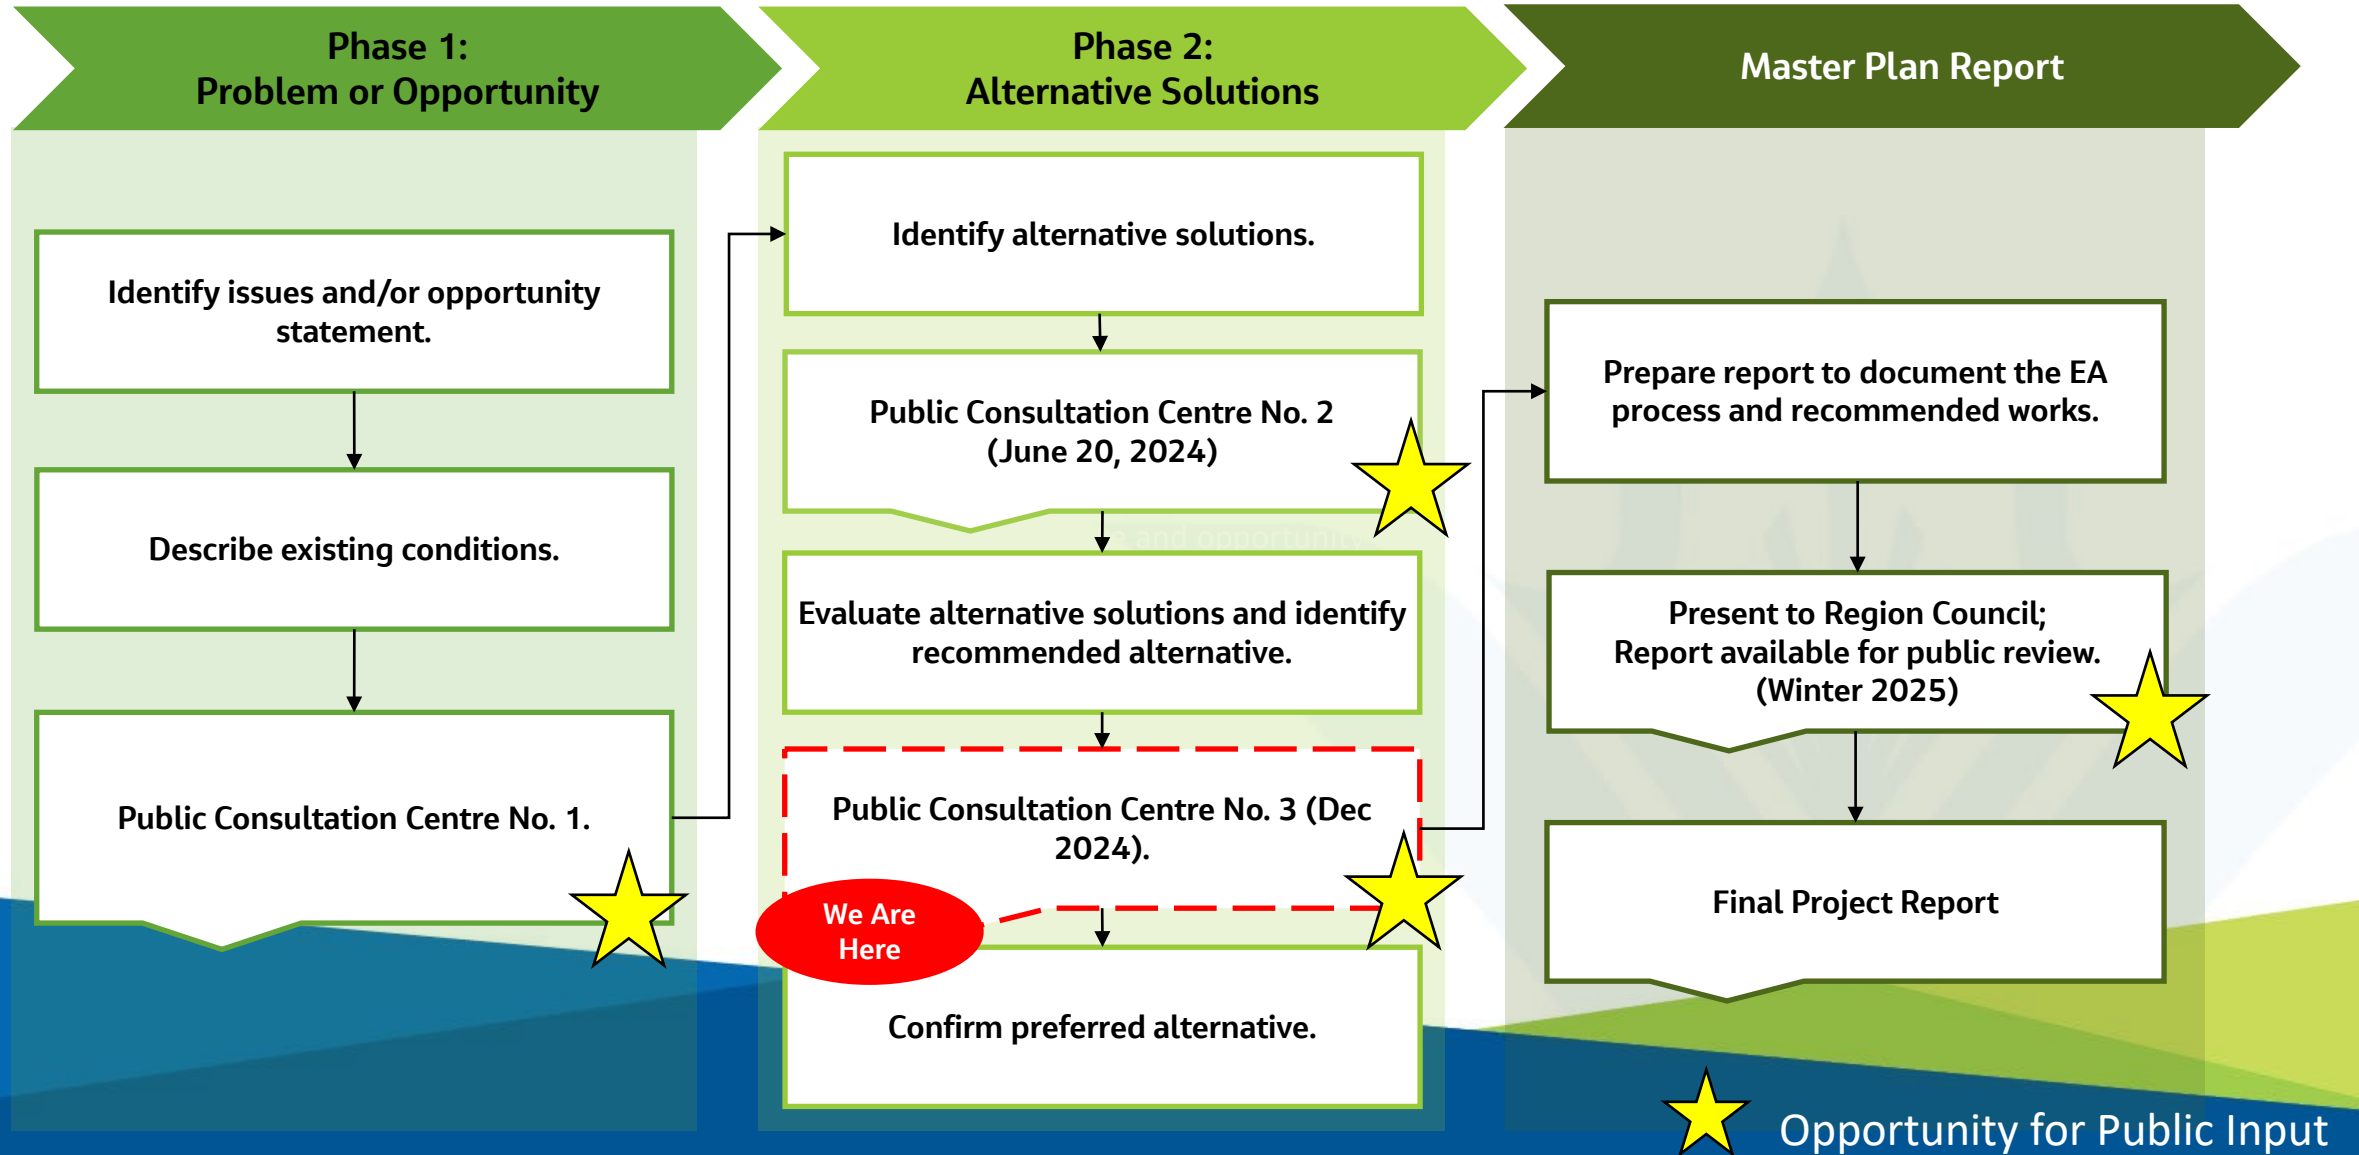 Phase 1:
Problem or Opportunity
Identify issues and/or opportunity
statement.
Describe existing conditions.
Public Consultation Centre No. 1.
Phase 2:
Alternative Solutions
Identify alternative solutions.
Public Consultation Centre No. 2
(June 20, 2024)
and opportunity
Evaluate alternative solutions and identify
recommended alternative.
Public Consultation Centre No. 3 (Dec
2024).
We Are
Here
Confirm preferred alternative.
Master Plan Report
Prepare report to document the EA
process and recommended works.
Present to Region Council;
Report available for public review.
(Winter 2025)
Final Project Report
Opportunity for Public Input